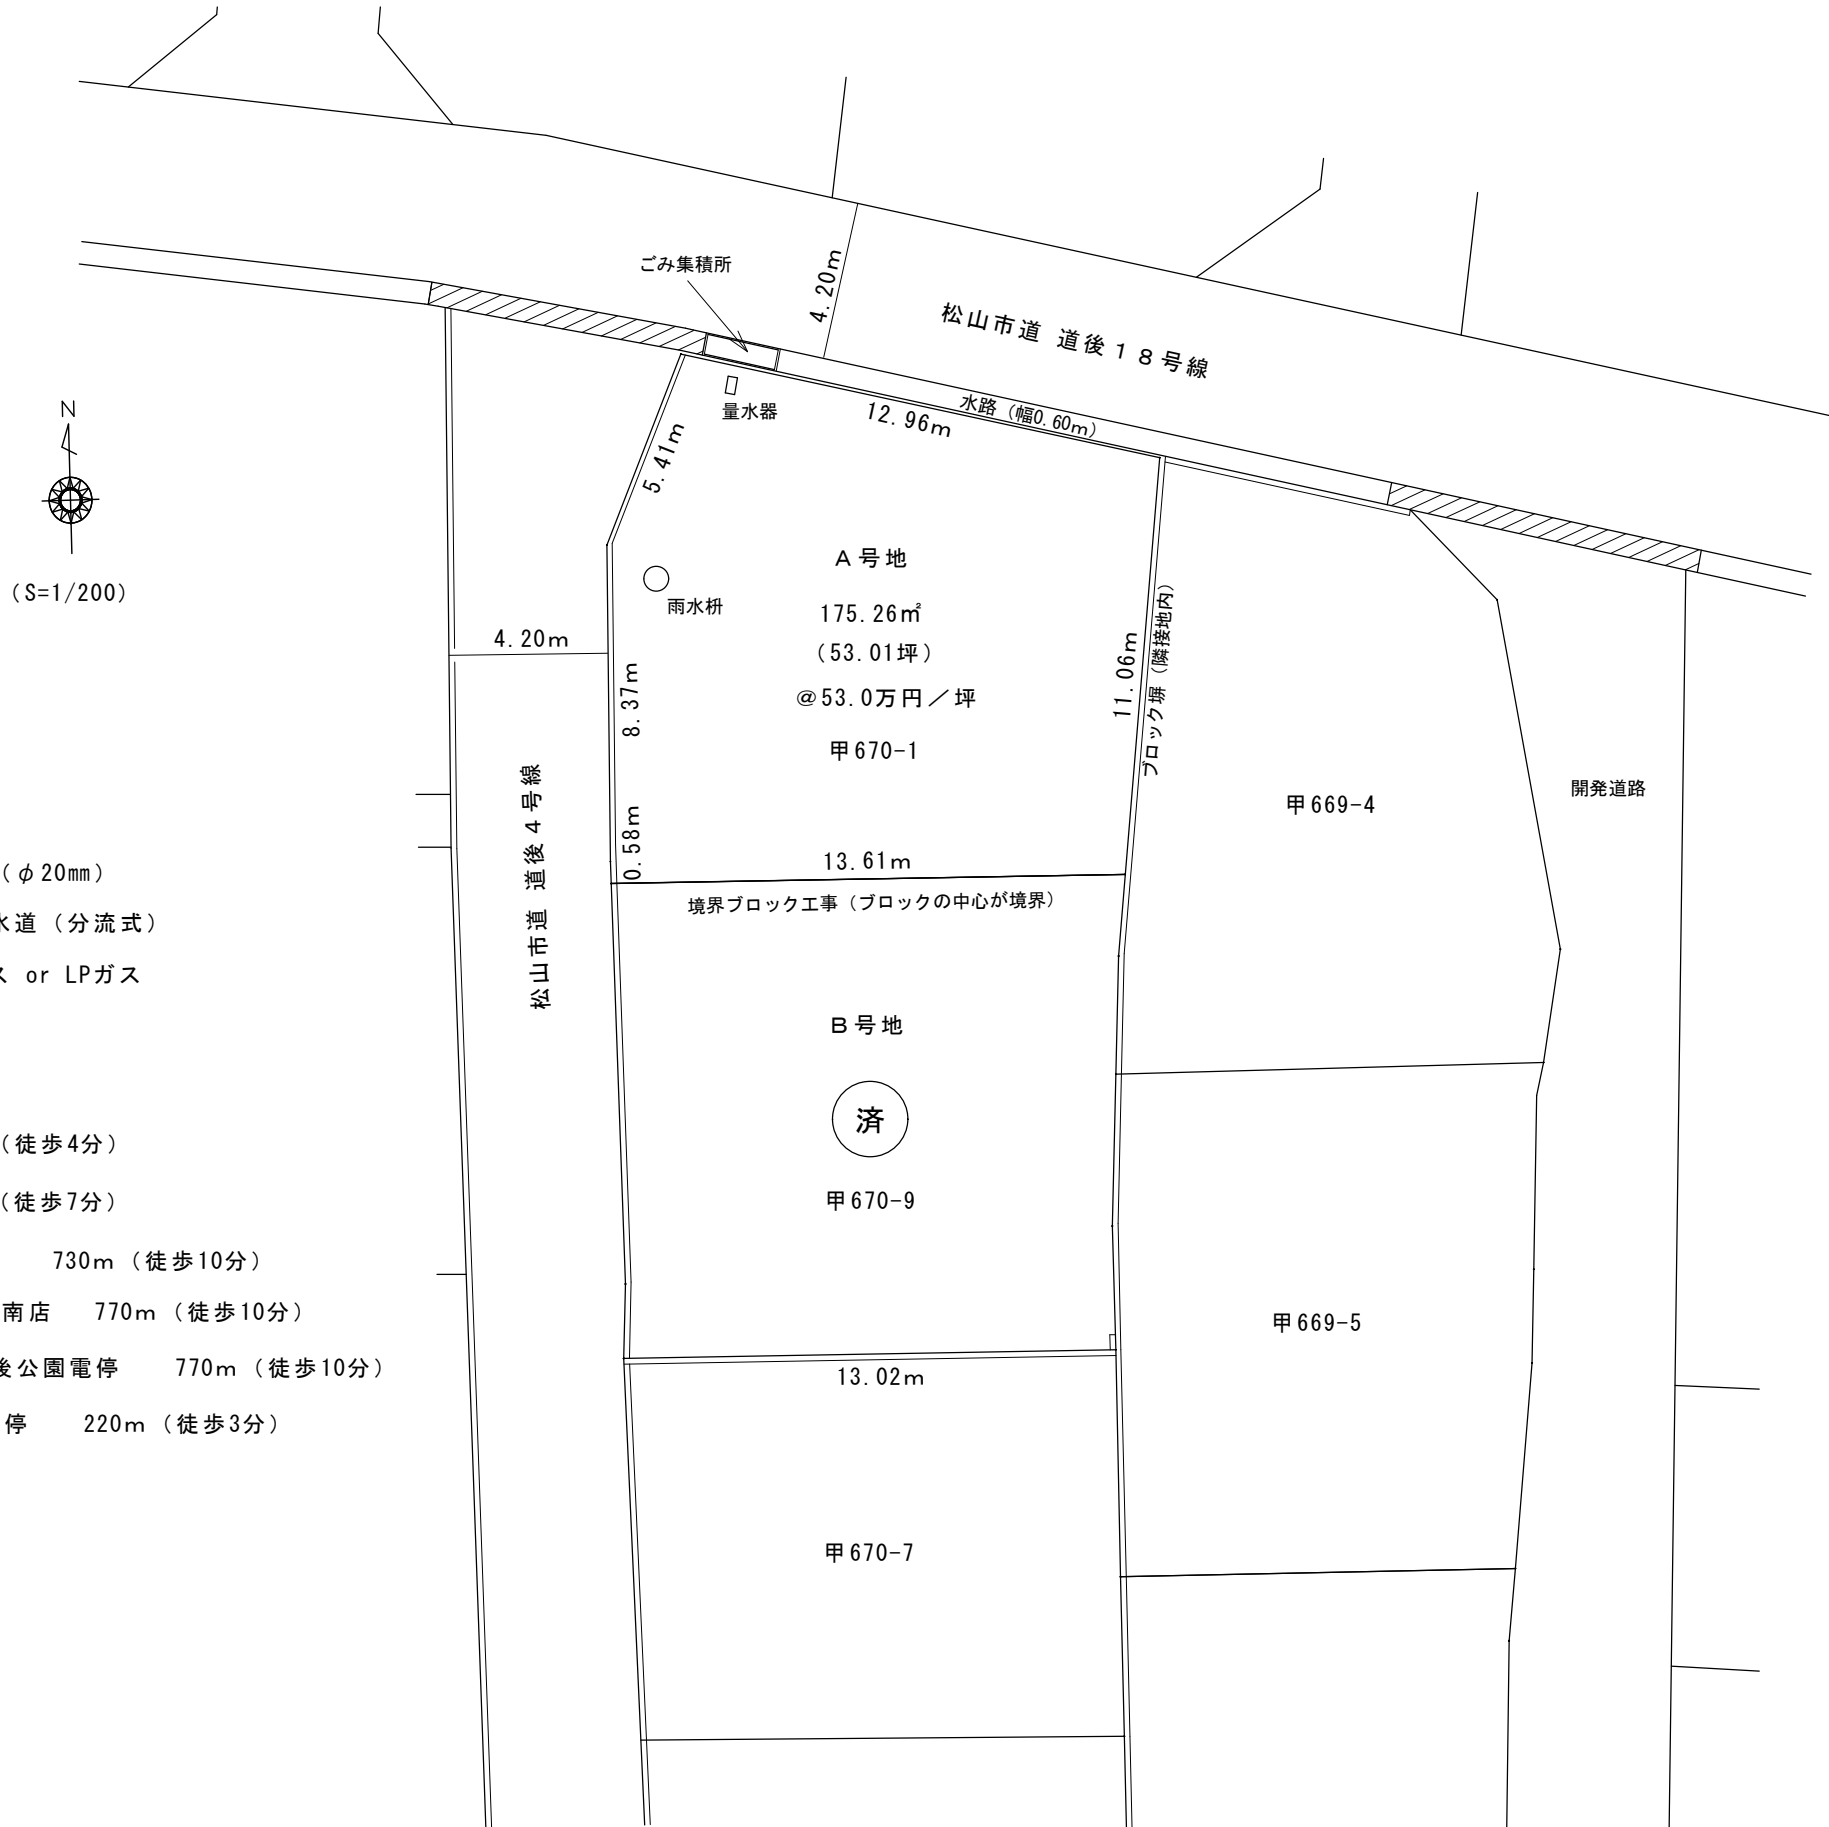 ごみ集積所
4.20m
松山市道 道後18号線
水路（幅0.60m）
量水器
12.96m
5.41m
N
（S=1/200）
A号地
175.26㎡
（53.01坪）
@53.0万円／坪
甲670-1
雨水枡
4.20m
8.37m
0.58m
11.06m
ブロック塀（隣接地内）
甲669-4
開発道路
松山市道 道後4号線
13.61m
境界ブロック工事（ブロックの中心が境界）
（φ20㎜）
水道（分流式）
ス or LPガス
B号地
済
甲670-9
（徒歩4分）
（徒歩7分）
730m（徒歩10分）
南店 770m（徒歩10分）
後公園電停 770m（徒歩10分）
停 220m（徒歩3分）
13.02m
甲669-5
甲670-7